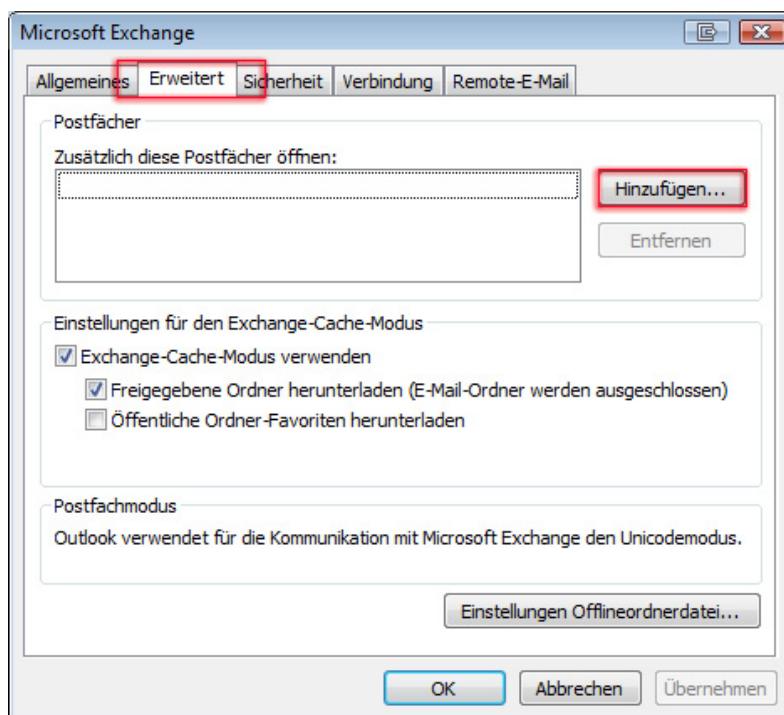 Microsoft Exchange
Allgemeines Erweitert Sicherheit Verbindung Remote-E-Mail
Postfächer
Zusätzlich diese Postfächer öffnen:
Hinzufügen...
Entfernen
Einstellungen für den Exchange-Cache-Modus
Exchange-Cache-Modus verwenden
Freigegebene Ordner herunterladen (E-Mail-Ordner werden ausgeschlossen)
Öffentliche Ordner-Favoriten herunterladen
Postfachmodus
Outlook verwendet für die Kommunikation mit Microsoft Exchange den Unicodemodus.
Einstellungen Offlineordnerdatei...
OK Abbrechen Übernehmen